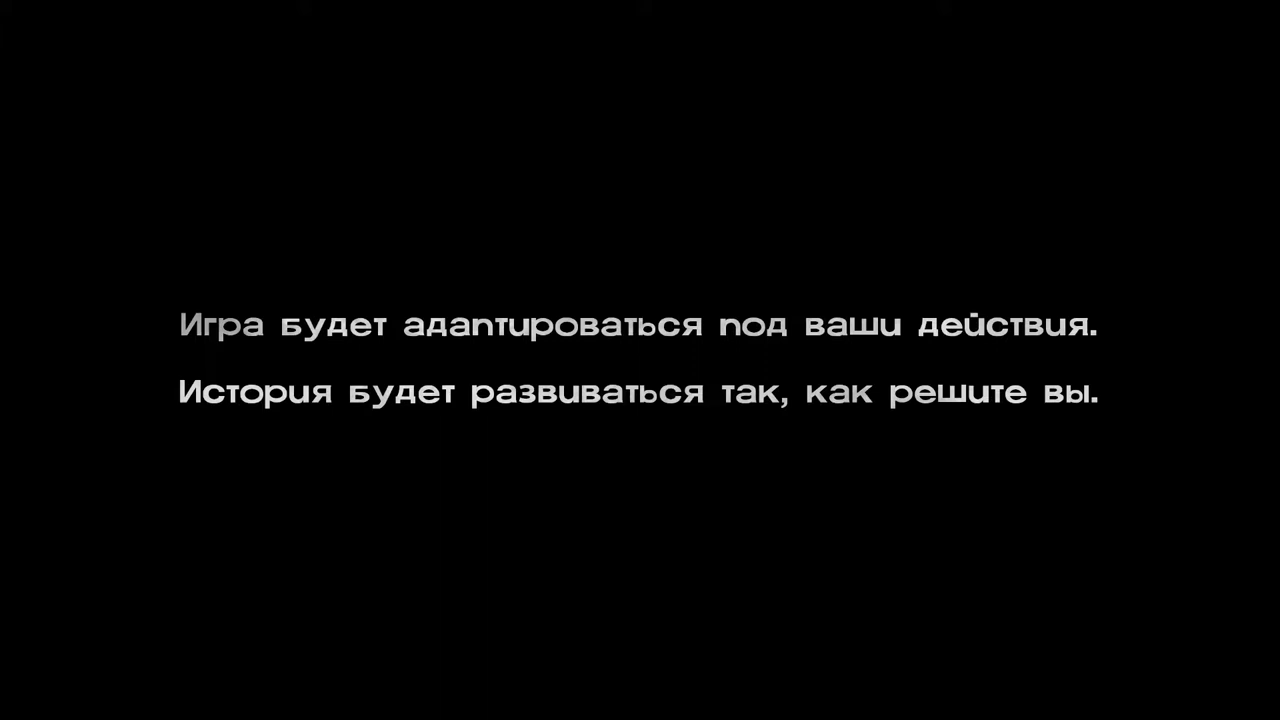 Игра будет адаптироваться под ваши действия.
История будет развиваться так, как решите вы.